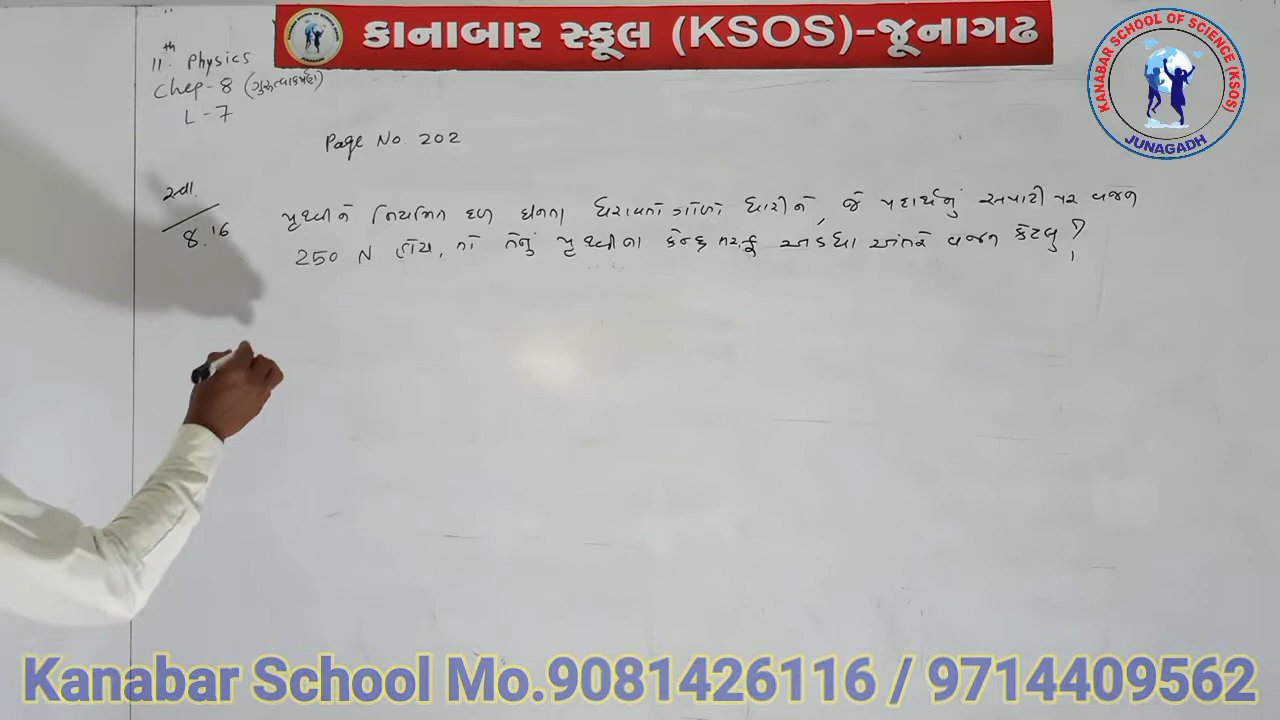 કાનાબાર સ્કૂલ (KSOS)-જૂનાગઢ
KANABAR SCHOOL OF SCIENCE (KSOS)
JUNAGADH
11th Physics
Chep-8 (ગુરુત્વાકર્ષણ)
L-7
Page No. 202
સ્વા. 8.16
પૃથ્વીને નિયમિત દળ ઘનતા ધરાવતો ગોળો ધારીને, જો પદાર્થનું સપાટી પર વજન
250 N હોય, તો તેનું પૃથ્વીના કેન્દ્ર તરફ અડધા અંતરે વજન કેટલુ?
Kanabar School Mo.9081426116 / 9714409562